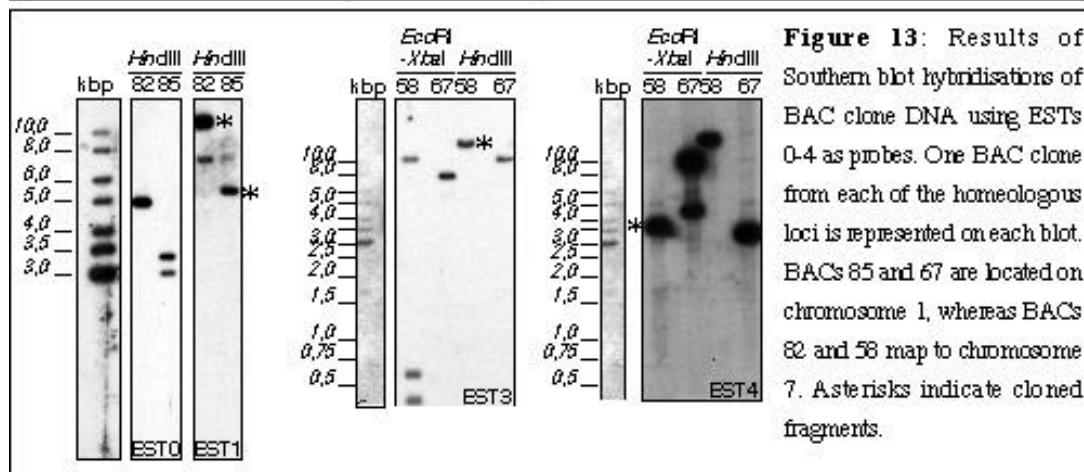 HindIII HindIII
kbp 82 85 82 85
10,0
8,0
6,0
5,0
4,0
3,5
3,0
*
*
EST0 EST1
EcoRI
-XbaI HindIII
kbp 58 67 58 67
10,0
8,0
5,0
4,0
3,0
2,5
2,0
1,5
1,0
0,75
0,5
*
EST3
EcoRI
-XbaI HindIII
kbp 58 67 58 67
10,0
8,0
5,0
4,0
3,0
2,5
2,0
1,5
1,0
0,75
0,5
*
EST4
Figure 13: Results of
Southern blot hybridisations of
BAC clone DNA using ESTs
0-4 as probes. One BAC clone
from each of the homeologous
loci is represented on each blot.
BACs 85 and 67 are located on
chromosome 1, whereas BACs
82 and 58 map to chromosome
7. Asterisks indicate cloned
fragments.